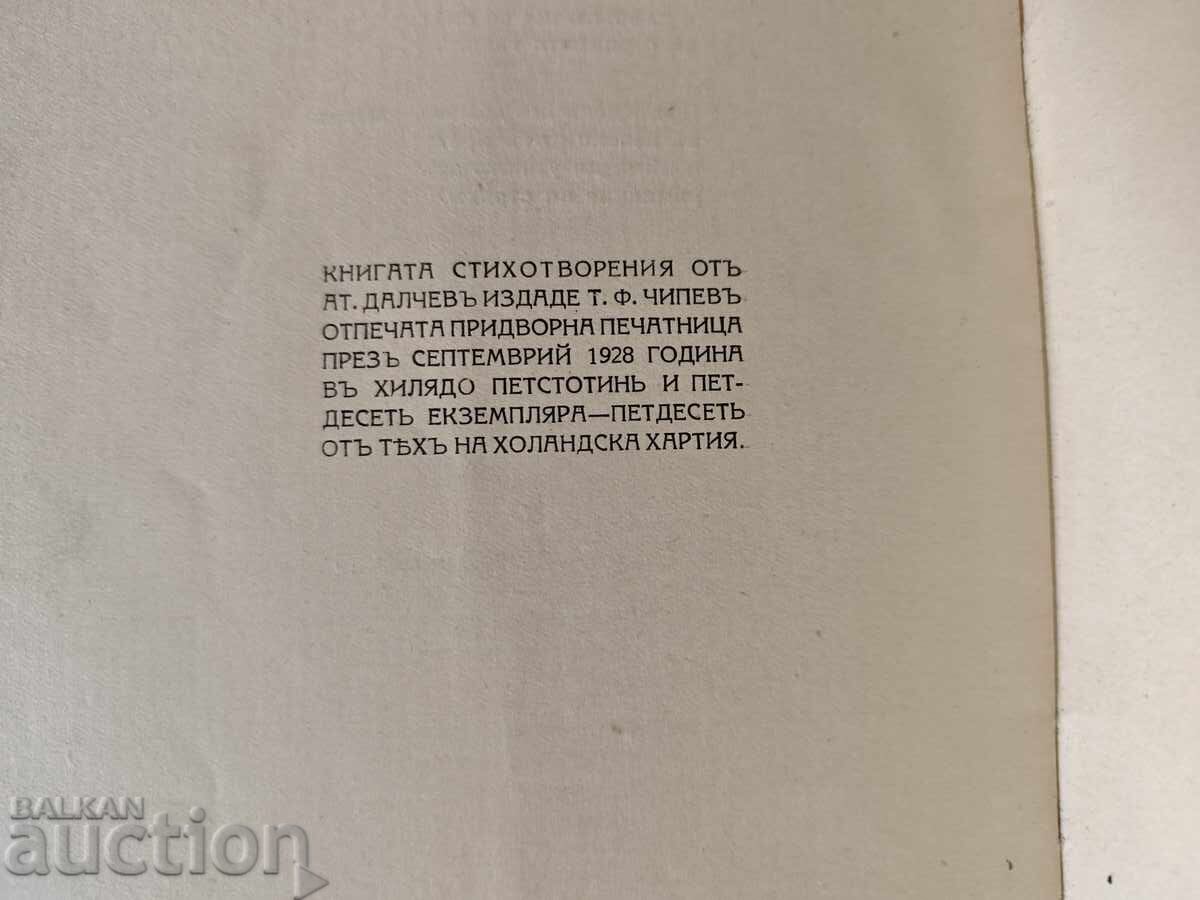 КНИГАТА СТИХОТВОРЕНИЯ ОТЪ
АТ. ДАЛЧЕВЪ ИЗДАДЕ Т. Ф. ЧИПЕВЪ
ОТПЕЧАТА ПРИДВОРНА ПЕЧАТНИЦА
ПРЕЗЪ СЕПТЕМВРИЙ 1928 ГОДИНА
ВЪ ХИЛЯДО ПЕТСТОТИНЬ И ПЕТ-
ДЕСЕТЬ ЕКЗЕМПЛЯРА—ПЕТДЕСЕТЬ
ОТЪ ТѢХЪ НА ХОЛАНДСКА ХАРТИЯ.
BALKAN
auction